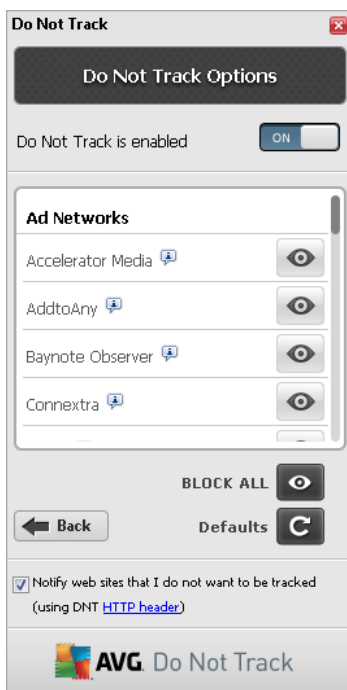 Do Not Track
Do Not Track Options
Do Not Track is enabled
ON
Ad Networks
Accelerator Media
AddtoAny
Baynote Observer
Connextra
BLOCK ALL
Back
Defaults
Notify web sites that I do not want to be tracked
(using DNT HTTP header)
AVG. Do Not Track